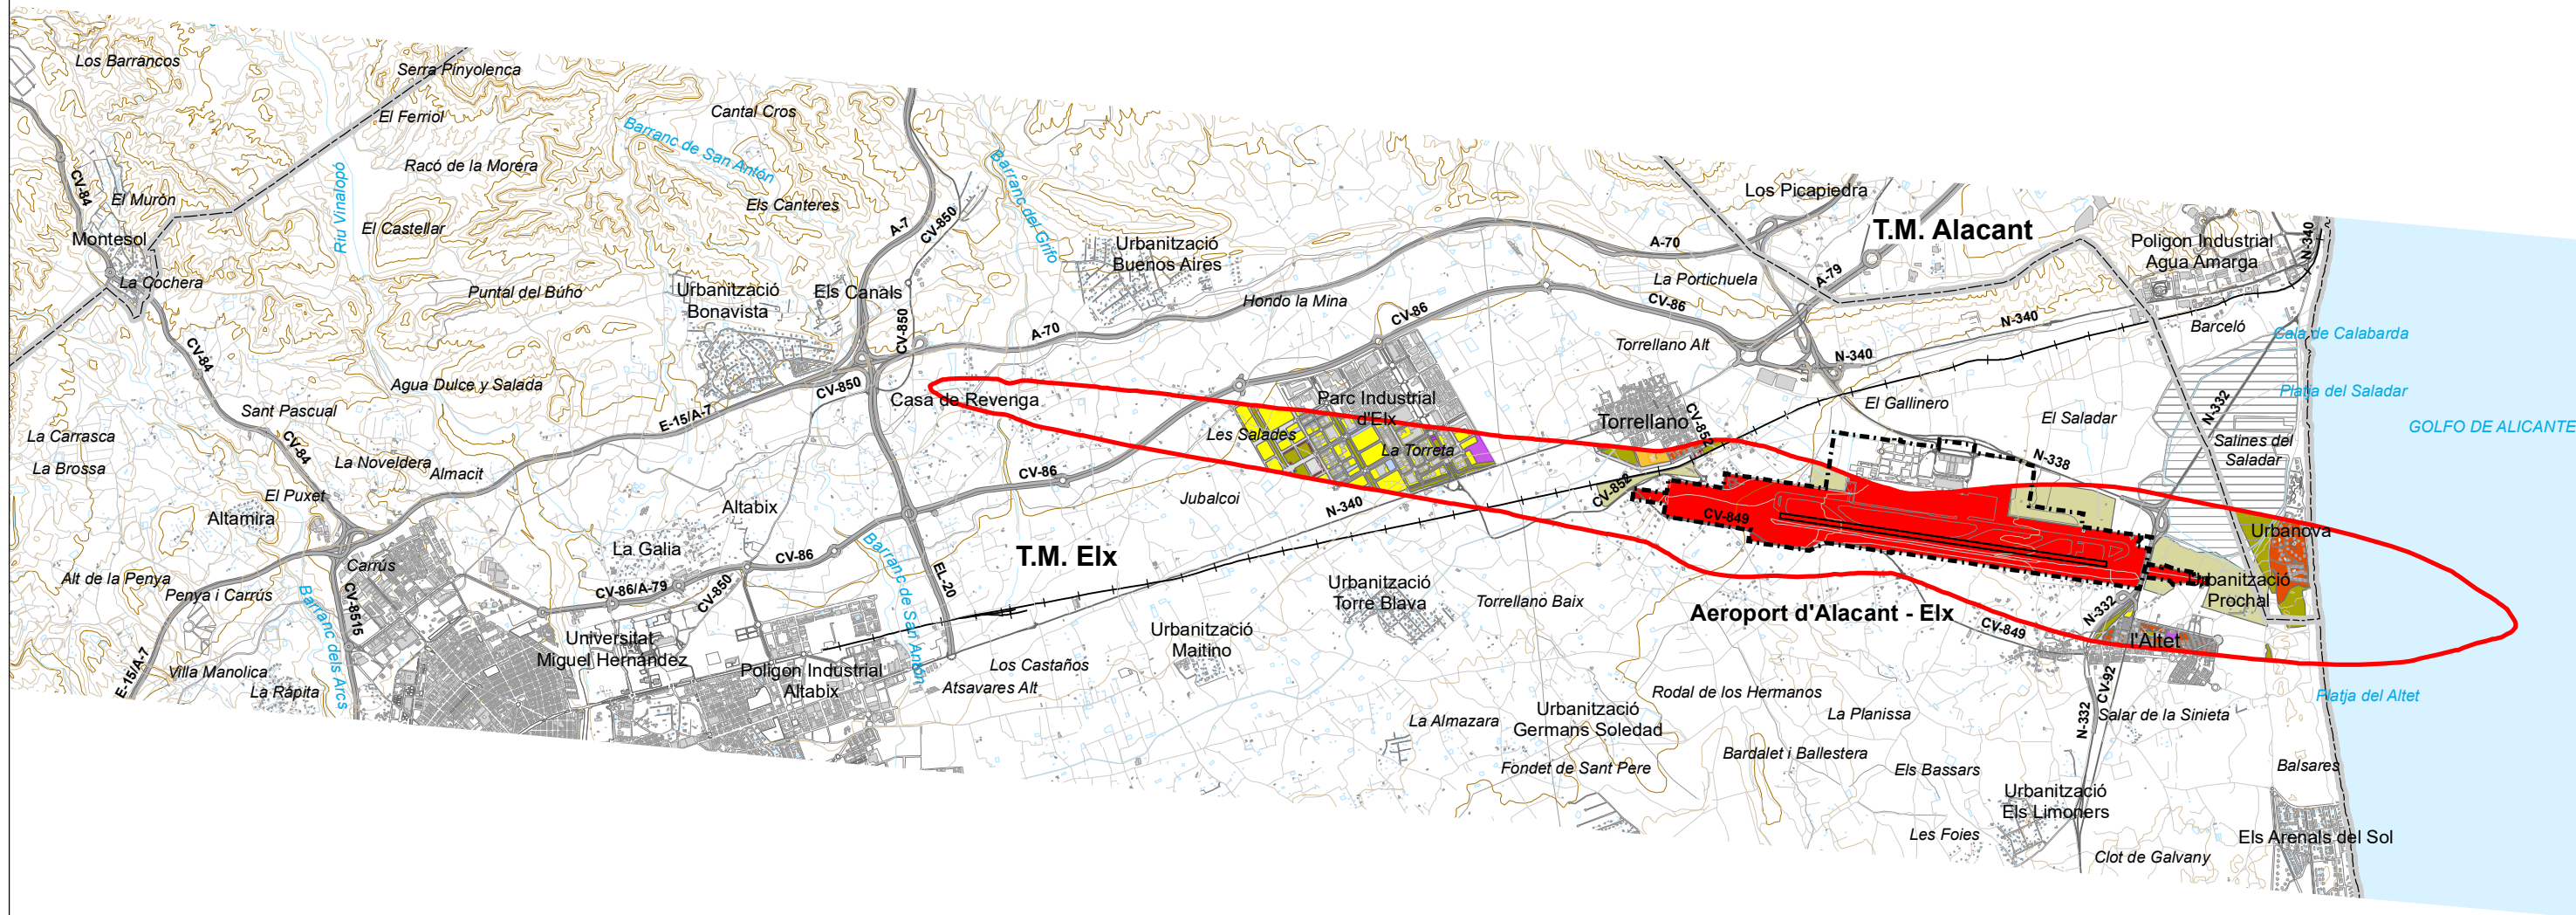 Los Barrancos
Serra Pinyolenca
El Ferriol
Cantal Cros
Barranc de San Antón
Racó de la Morera
Riu Vinalopó
CV-84
El Murón
Montesol
La Cochera
El Castellar
Els Canteres
A-7
CV-850
Barranc del Grifo
Puntal del Búho
Urbanització
Bonavista
Els Canals
CV-850
Urbanització
Buenos Aires
Hondo la Mina
A-70
A-70
Los Picapiedra
T.M. Alacant
La Portichuela
A-79
CV-86
CV-86
Poligon Industrial
Agua Amarga
N-340
N-340
N-340
Barceló
Cala de Calabarda
Torrellano Alt
CV-84
Agua Dulce y Salada
Sant Pascual
CV-84
E-15/A-7
CV-850
Casa de Revenga
Parc Industrial
d'Elx
Les Salades
La Torreta
Torrellano
CV-852
El Gallinero
El Saladar
N-332
Platja del Saladar
GOLFO DE ALICANTE
Salines del
Saladar
N-338
La Carrasca
La Brossa
La Noveldera
Almacit
El Puxet
Altamira
Altabix
CV-86
Jubalcoi
N-340
CV-852
CV-849
Urbanova
La Galia
CV-86
Barranc de San Antón
EL-20
T.M. Elx
Carrús
Alt de la Penya
Penya i Carrús
Barranc dels Arcs
CV-8515
CV-86/A-79
CV-850
Urbanització
Torre Blava
Torrellano Baix
Aeroport d'Alacant - Elx
Urbanització
Prochal
N-332
CV-849
l'Altet
Universitat
Miguel Hernández
Urbanització
Maitino
Poligon Industrial
Altabix
Los Castaños
Atsavares Alt
E-15/A-7
Villa Manolica
La Ràpita
Rodal de los Hermanos
La Planissa
N-332
CV-92
Salar de la Sinieta
Platja del Altet
La Almazara
Urbanització
Germans Soledad
Fondet de Sant Pere
Bardalet i Ballestera
Els Bassars
Balsares
Urbanització
Els Limoners
Les Foies
Clot de Galvany
Els Arenals del Sol